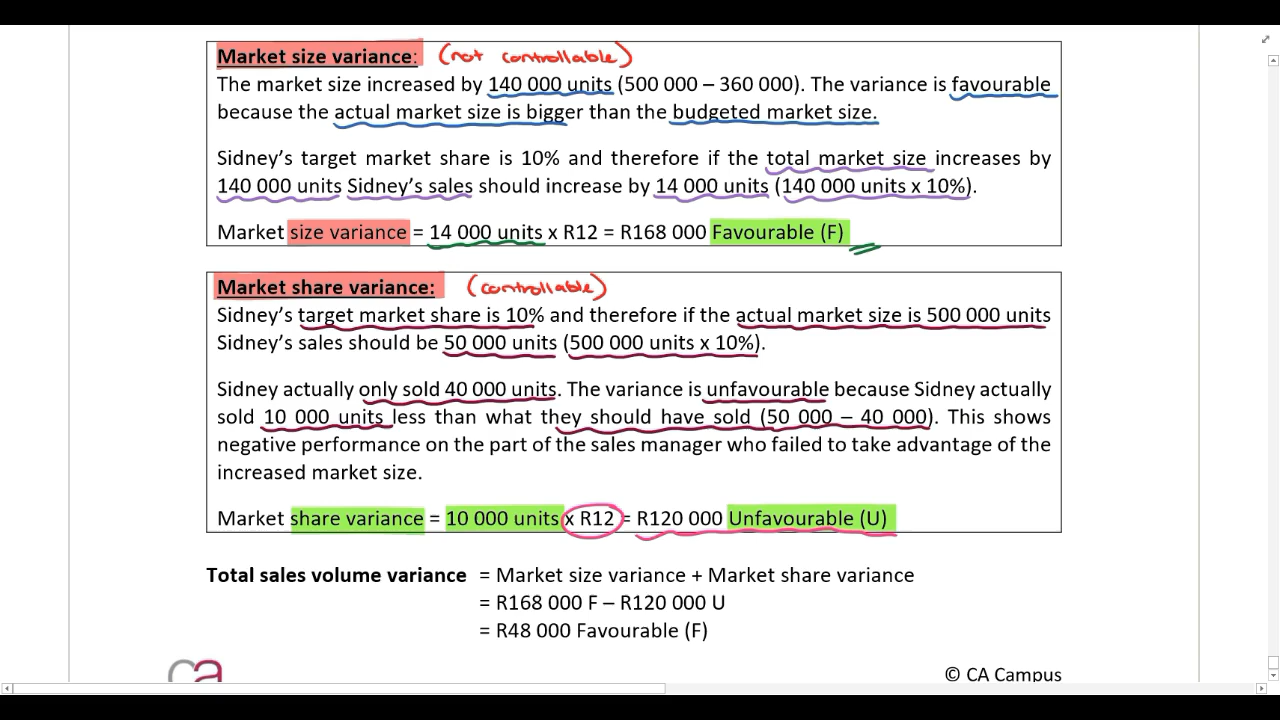 Market size variance: (not controllable)
The market size increased by 140 000 units (500 000 – 360 000). The variance is favourable
because the actual market size is bigger than the budgeted market size.
Sidney's target market share is 10% and therefore if the total market size increases by
140 000 units Sidney's sales should increase by 14 000 units (140 000 units x 10%).
Market size variance = 14 000 units x R12 = R168 000 Favourable (F)
Market share variance: (controllable)
Sidney's target market share is 10% and therefore if the actual market size is 500 000 units
Sidney's sales should be 50 000 units (500 000 units x 10%).
Sidney actually only sold 40 000 units. The variance is unfavourable because Sidney actually
sold 10 000 units less than what they should have sold (50 000 – 40 000). This shows
negative performance on the part of the sales manager who failed to take advantage of the
increased market size.
Market share variance = 10 000 units x R12 = R120 000 Unfavourable (U)
Total sales volume variance = Market size variance + Market share variance
= R168 000 F – R120 000 U
= R48 000 Favourable (F)
ca
© CA Campus